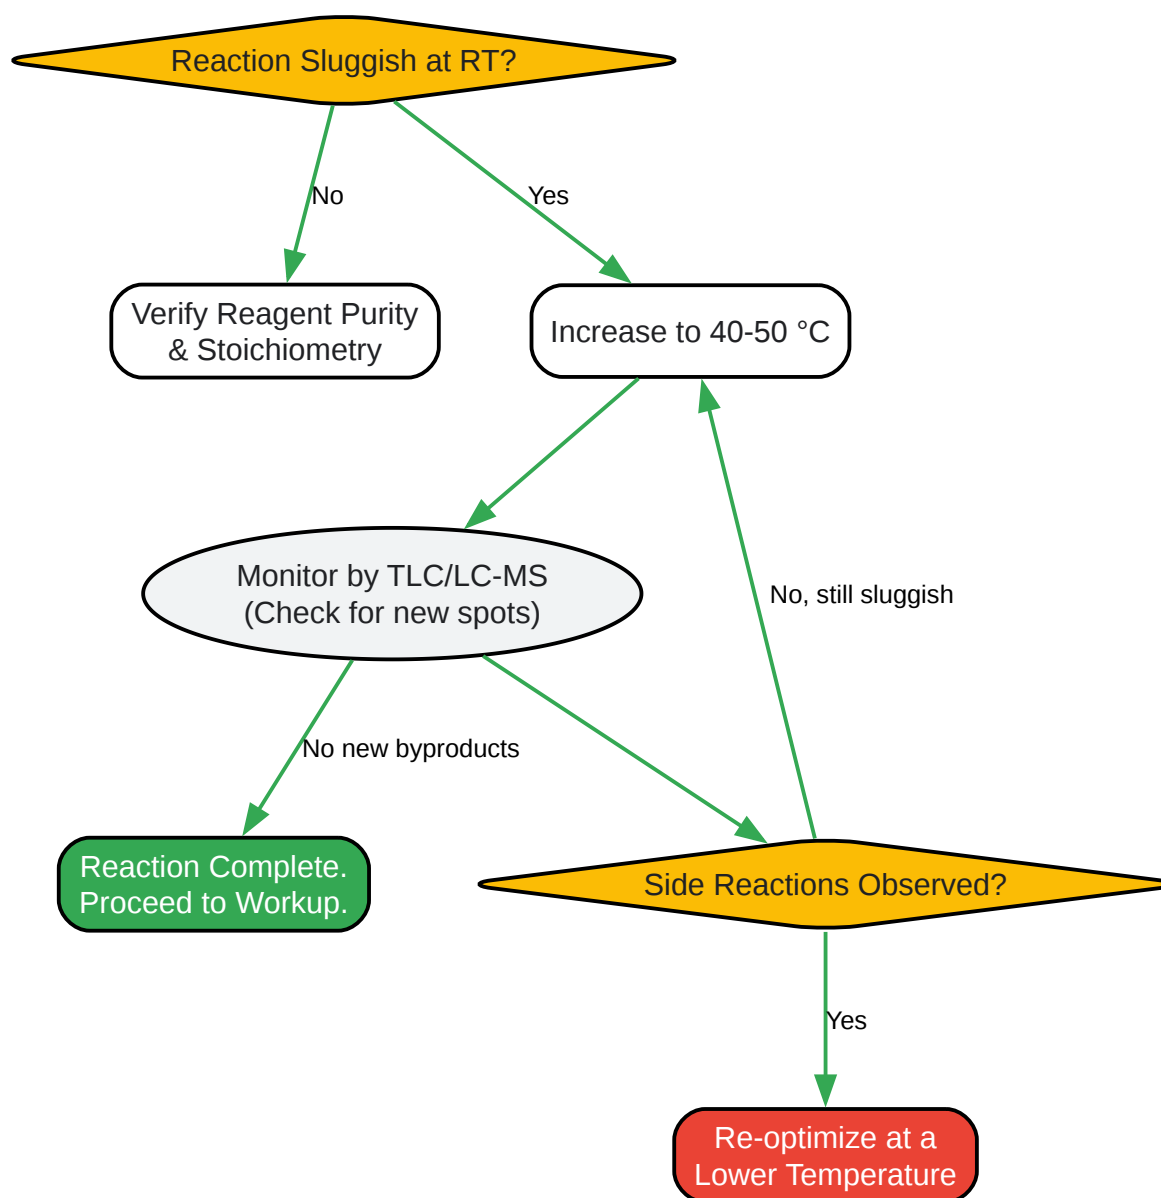 Reaction Sluggish at RT?
No
Yes
Verify Reagent Purity
& Stoichiometry
Increase to 40-50 °C
Monitor by TLC/LC-MS
(Check for new spots)
No, still sluggish
No new byproducts
Reaction Complete.
Proceed to Workup.
Side Reactions Observed?
Yes
Re-optimize at a
Lower Temperature